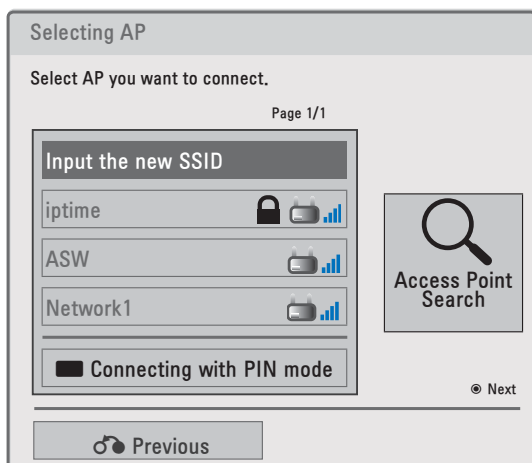 Selecting AP
Select AP you want to connect.
Page 1/1
Input the new SSID
iptime
ASW
Network1
Connecting with PIN mode
Access Point
Search
Next
Previous